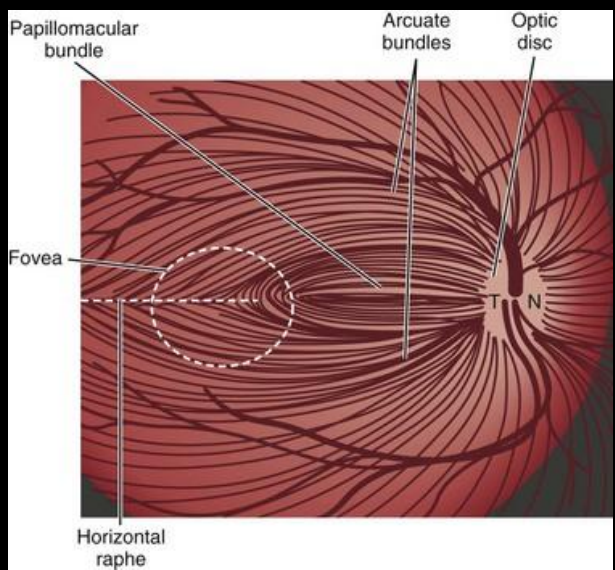 Papillomacular
bundle
Arcuate
bundles
Optic
disc
Fovea
T N
Horizontal
raphe